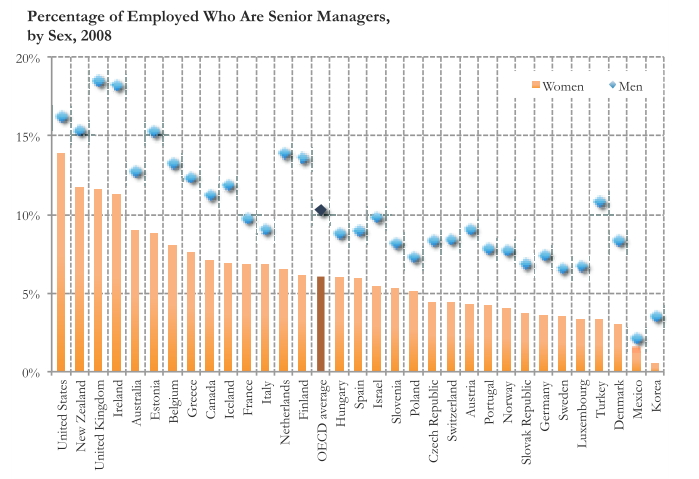 Percentage of Employed Who Are Senior Managers,
by Sex, 2008
20%
15%
10%
5%
0%
Women
Men
United States
New Zealand
United Kingdom
Ireland
Australia
Estonia
Belgium
Greece
Canada
Iceland
France
Italy
Netherlands
Finland
OECD average
Hungary
Spain
Israel
Slovenia
Poland
Czech Republic
Switzerland
Austria
Portugal
Norway
Slovak Republic
Germany
Sweden
Luxembourg
Turkey
Denmark
Mexico
Korea